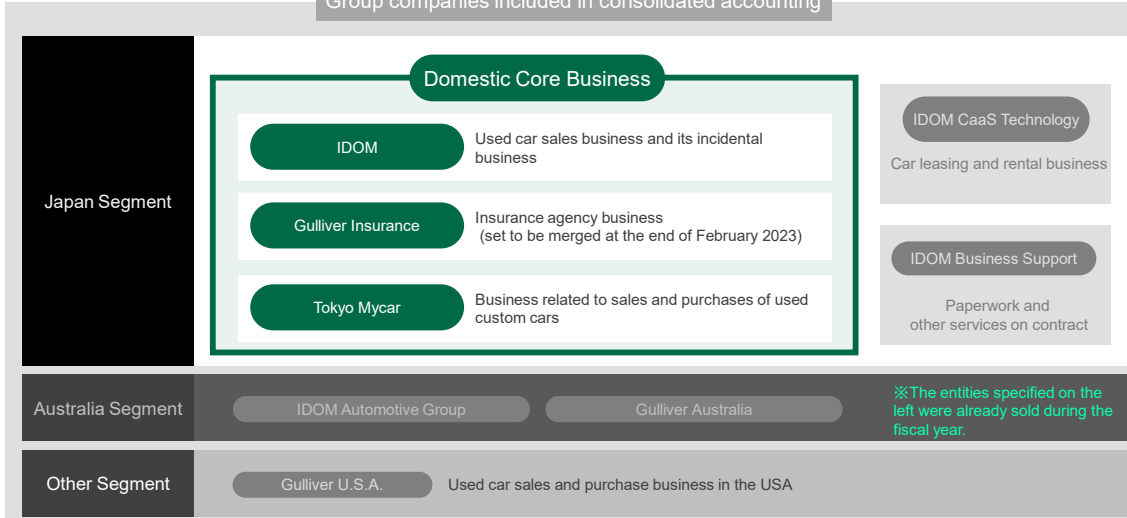 Group companies included in consolidated accounting
Japan Segment
Domestic Core Business
IDOM
Used car sales business and its incidental
business
Gulliver Insurance
Insurance agency business
(set to be merged at the end of February 2023)
Tokyo Mycar
Business related to sales and purchases of used
custom cars
IDOM CaaS Technology
Car leasing and rental business
IDOM Business Support
Paperwork and
other services on contract
Australia Segment
IDOM Automotive Group
Gulliver Australia
※The entities specified on the
left were already sold during the
fiscal year.
Other Segment
Gulliver U.S.A.
Used car sales and purchase business in the USA